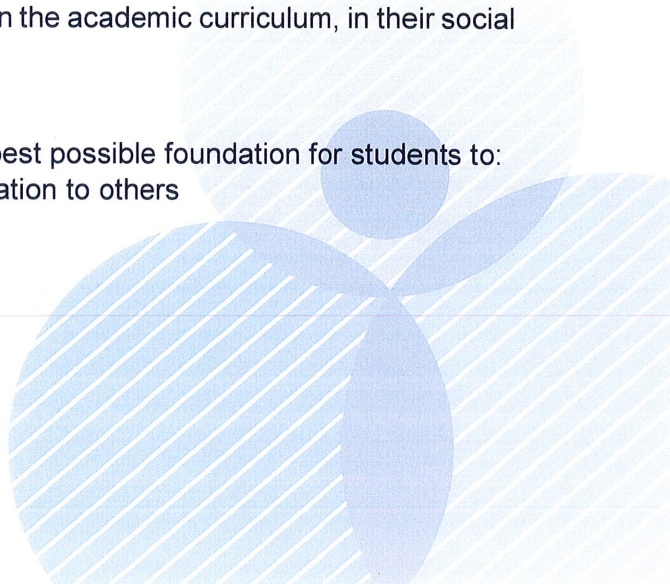 n the academic curriculum, in their social
est possible foundation for students to:
ation to others